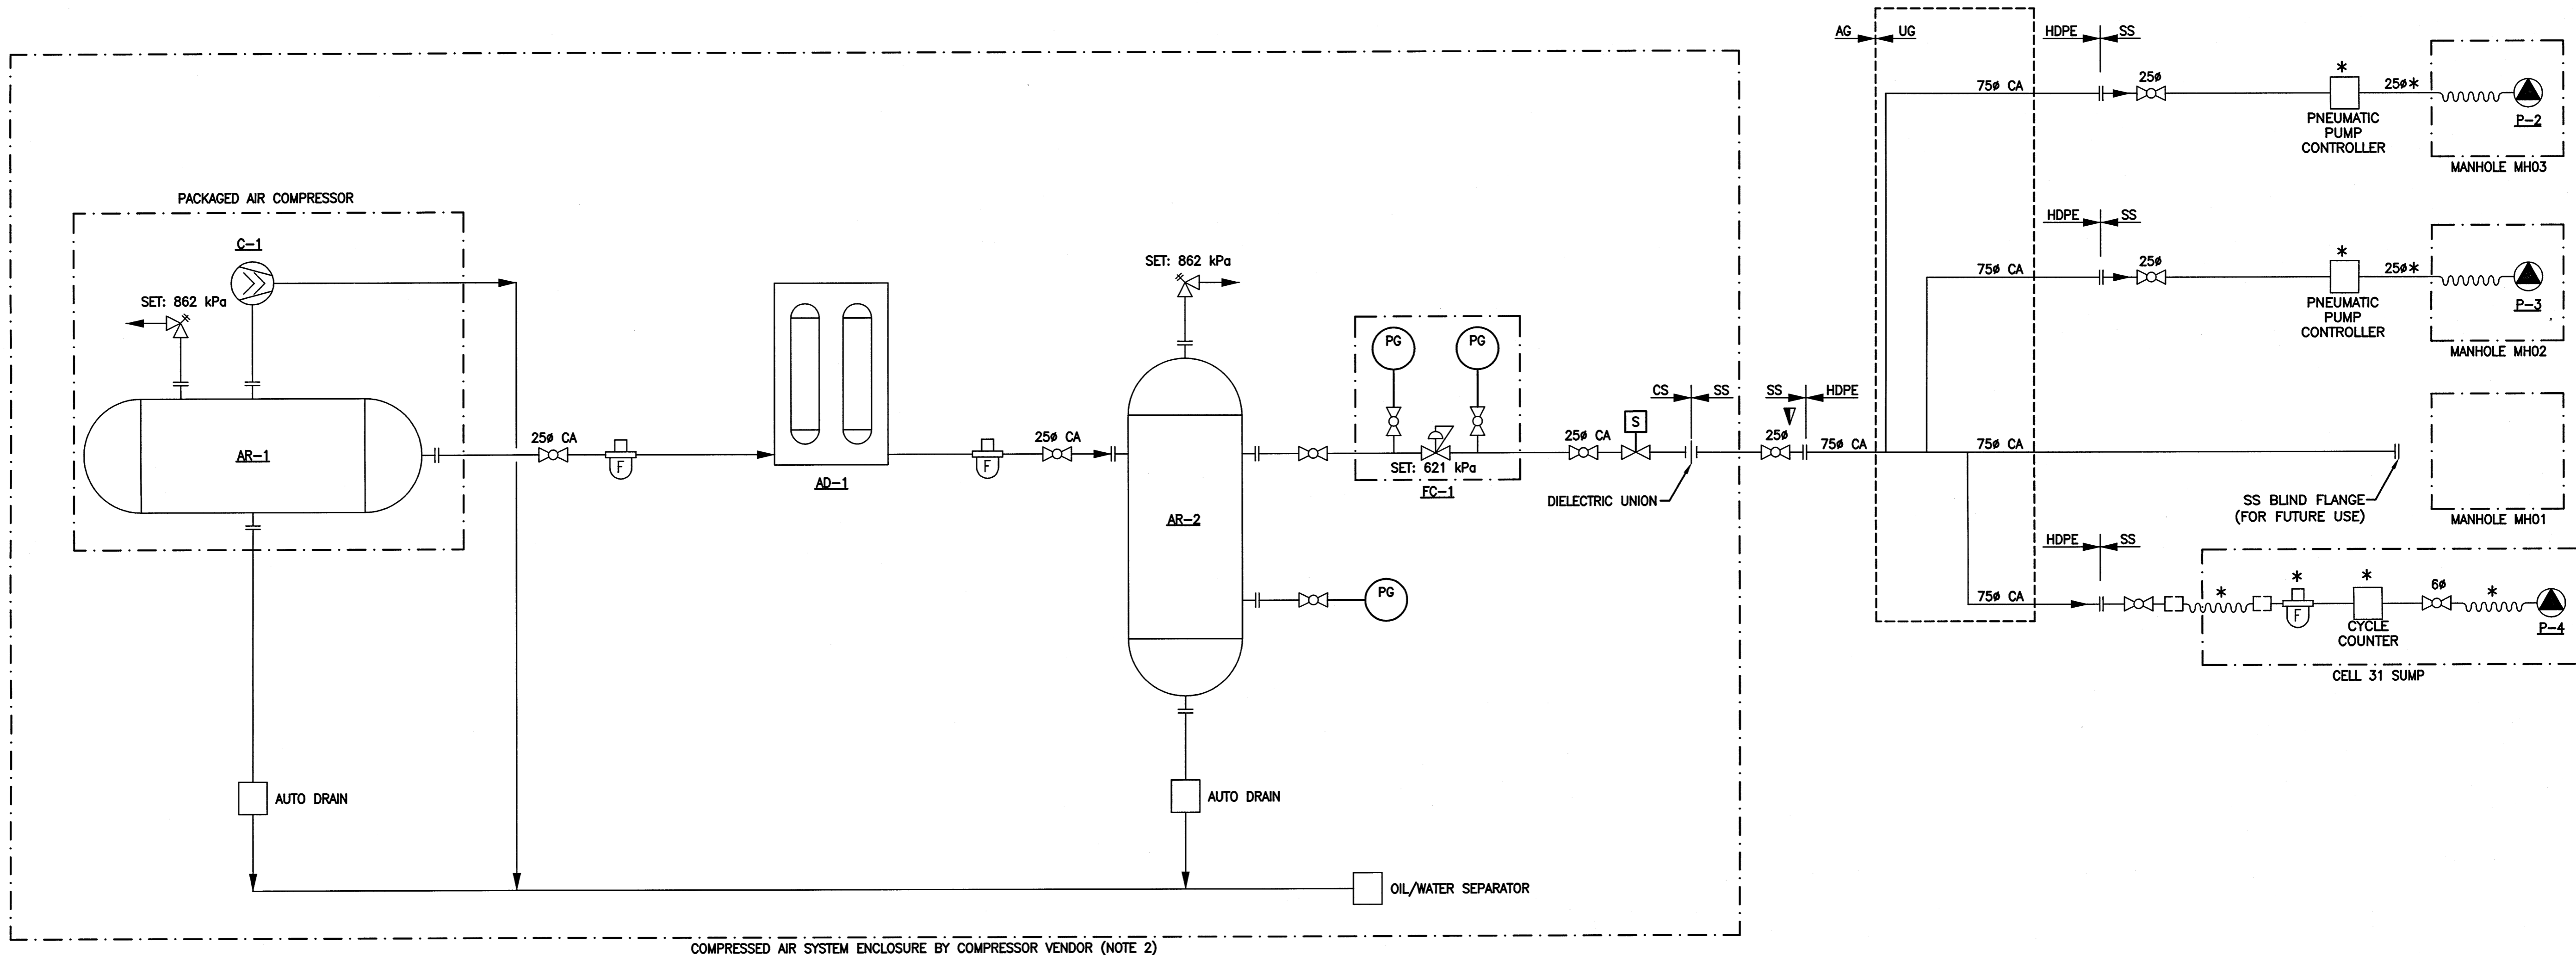 AG
UG
HDPE
SS
75ø CA
25ø
*
PNEUMATIC
PUMP
CONTROLLER
25ø*
P-2
MANHOLE MH03
PACKAGED AIR COMPRESSOR
C-1
SET: 862 kPa
AR-1
25ø CA
F
AD-1
F
25ø CA
SET: 862 kPa
AR-2
PG
PG
SET: 621 kPa
FC-1
PG
25ø CA
S
CS
SS
DIELECTRIC UNION
SS
HDPE
25ø
75ø CA
HDPE
SS
75ø CA
25ø
*
PNEUMATIC
PUMP
CONTROLLER
25ø*
P-3
MANHOLE MH02
75ø CA
SS BLIND FLANGE
(FOR FUTURE USE)
MANHOLE MH01
HDPE
SS
75ø CA
*
*
F
*
CYCLE
COUNTER
6ø
*
P-4
CELL 31 SUMP
AUTO DRAIN
AUTO DRAIN
OIL/WATER SEPARATOR
COMPRESSED AIR SYSTEM ENCLOSURE BY COMPRESSOR VENDOR (NOTE 2)